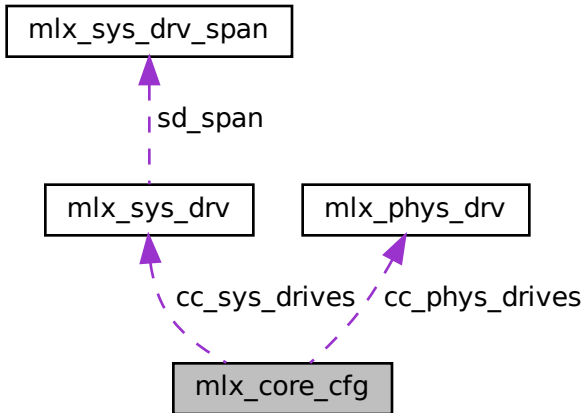 mlx_sys_drv_span
sd_span
mlx_sys_drv
mlx_phys_drv
cc_sys_drives
cc_phys_drives
mlx_core_cfg